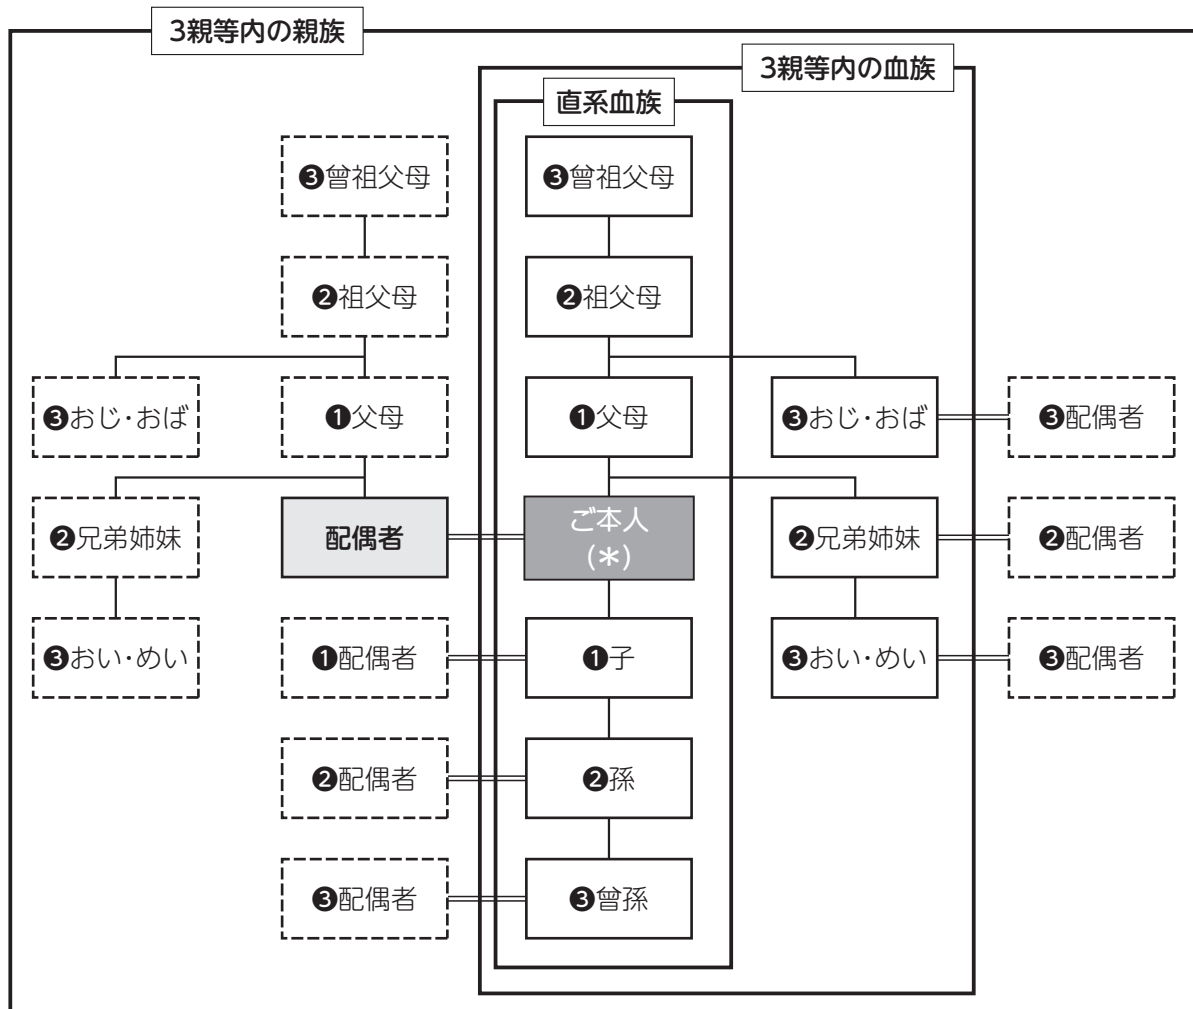 3親等内の親族
3親等内の血族
直系血族
❸曾祖父母
❸曾祖父母
❷祖父母
❷祖父母
❸おじ・おば
❶父母
❶父母
❸おじ・おば
❸配偶者
❷兄弟姉妹
配偶者
ご本人
(＊)
❷兄弟姉妹
❷配偶者
❸おい・めい
❶配偶者
❶子
❸おい・めい
❸配偶者
❷配偶者
❷孫
❸配偶者
❸曾孫